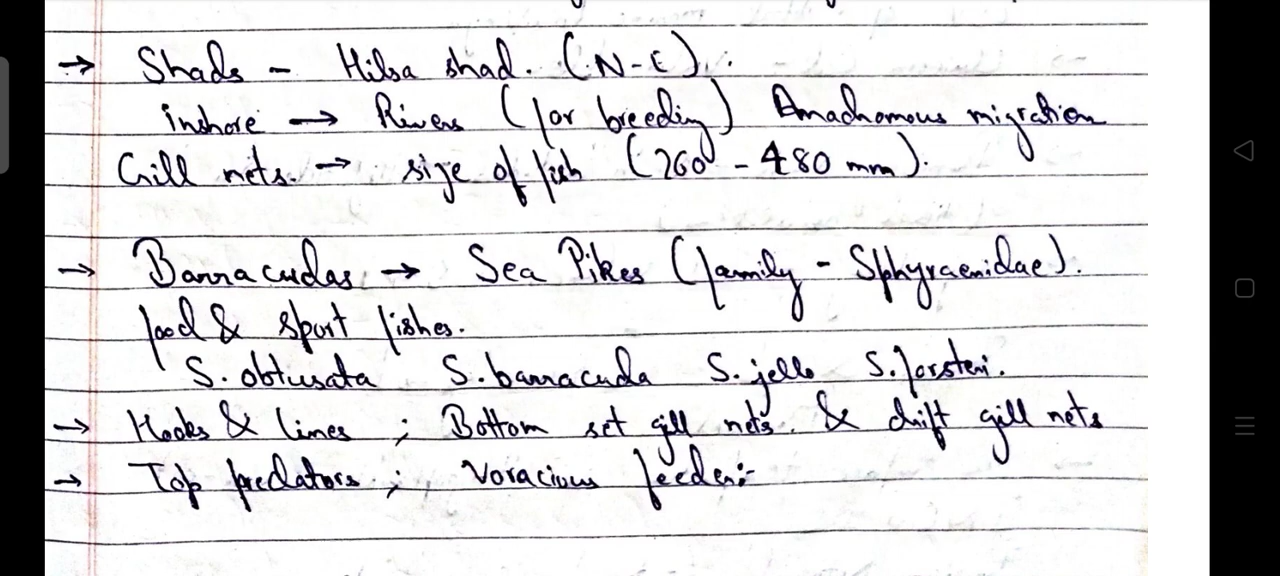 → Shads - Hilsa shad. (N-E).
inshore → Rivers (for breeding) Anadromous migration
Gill nets. → size of fish (260 - 480 mm).
→ Barracudas → Sea Pikes (family - Sphyraenidae).
food & sport fishes.
S. obtusata S. barracuda S. jello S. forsteri.
→ Hooks & lines ; Bottom set gill nets. & drift gill nets
→ Top predators ; Voracious feeder:-